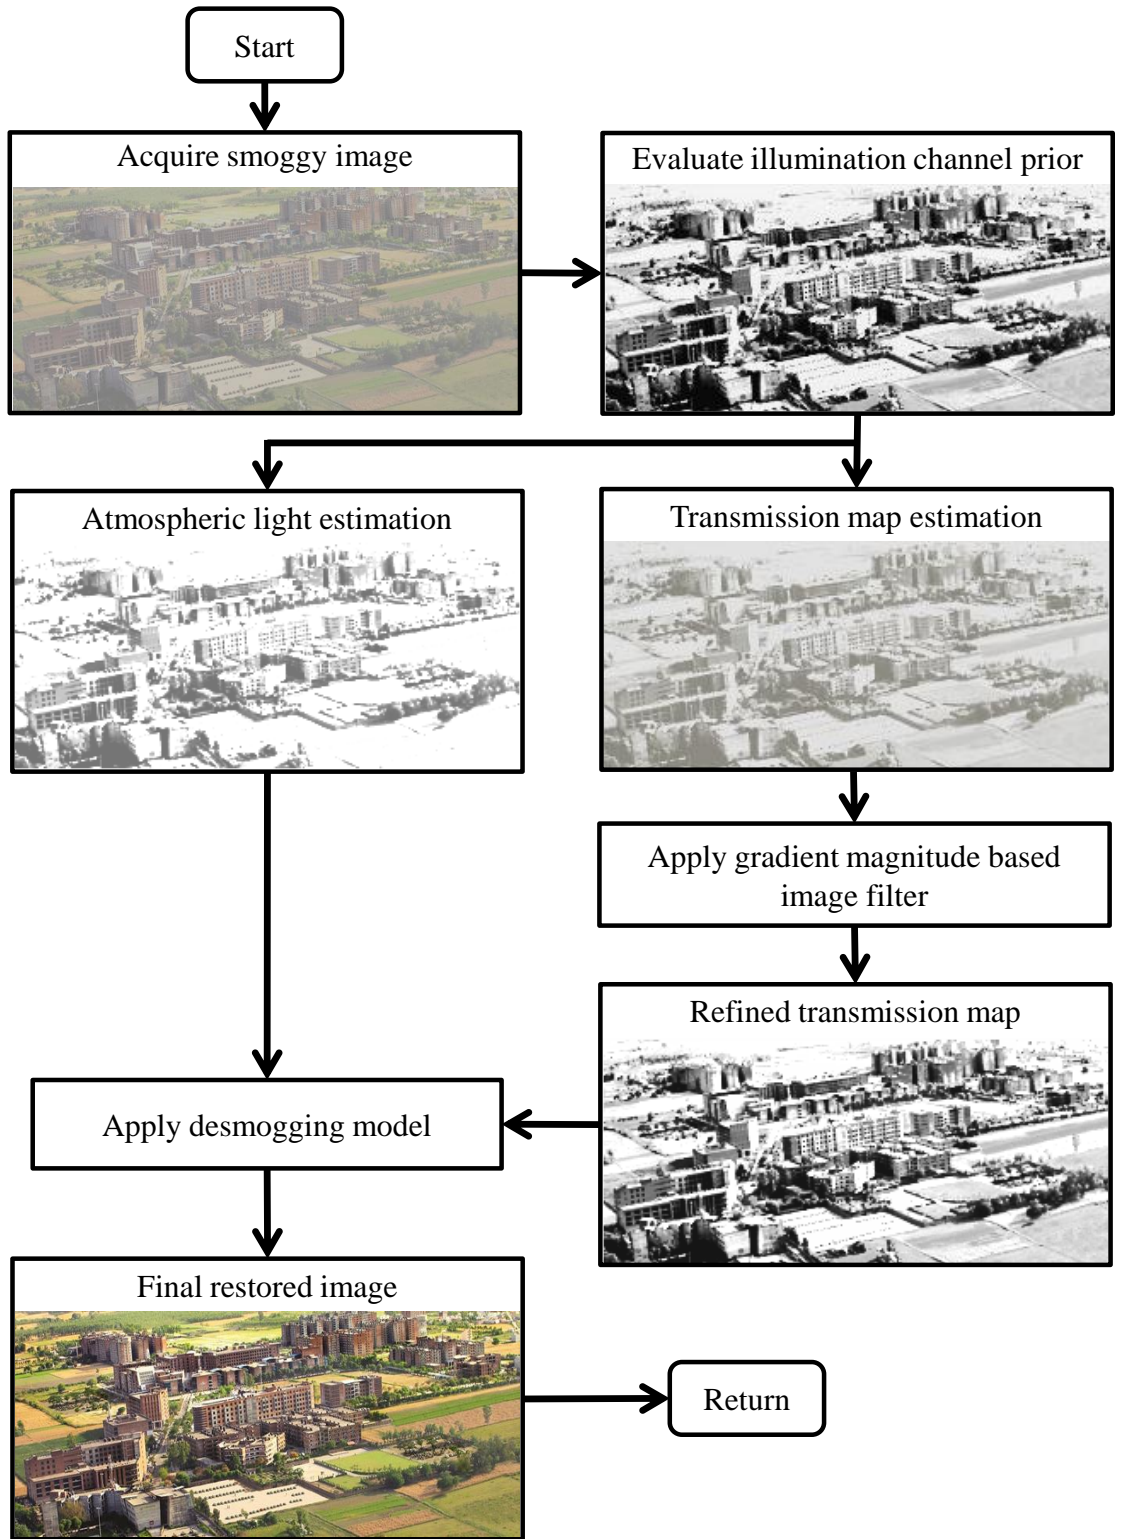 Start
Acquire smoggy image
Evaluate illumination channel prior
Atmospheric light estimation
Transmission map estimation
Apply gradient magnitude based
image filter
Refined transmission map
Apply desmogging model
Final restored image
Return